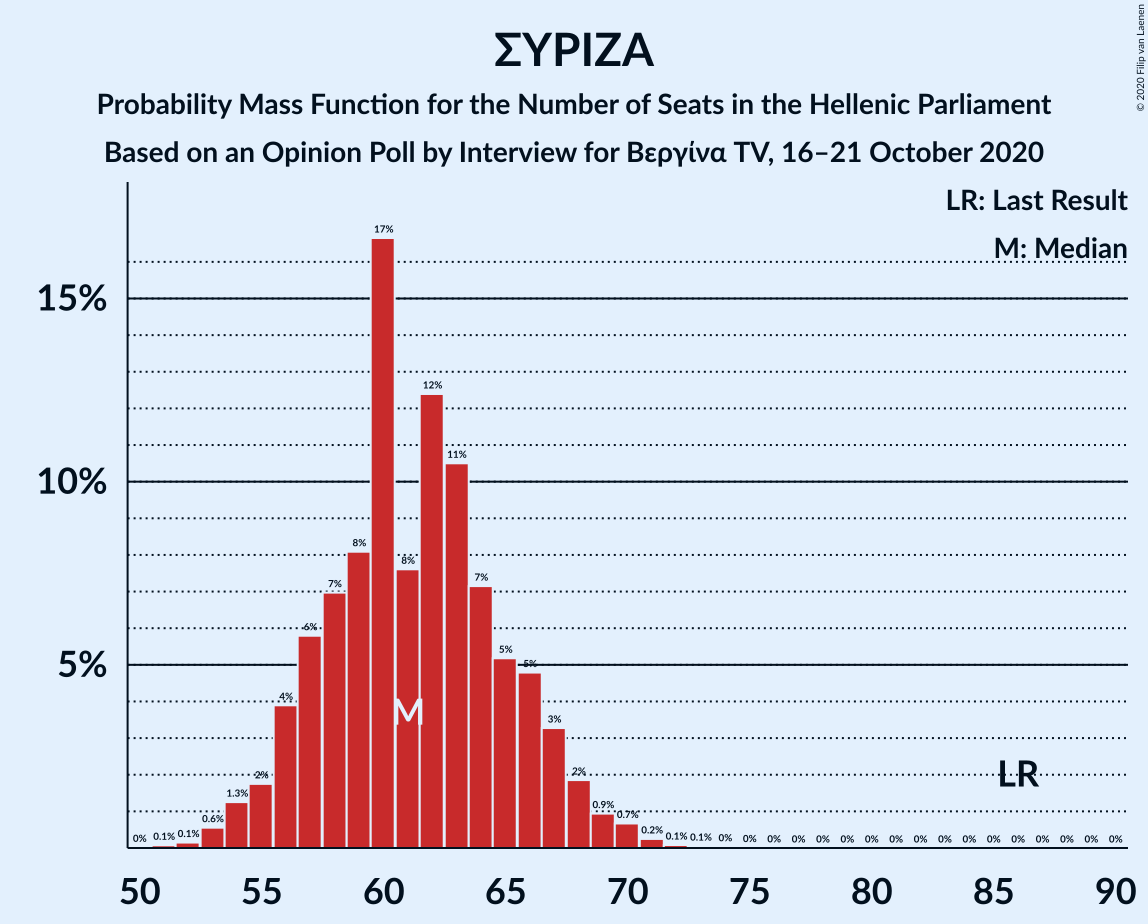 ΣΥΡΙΖΑ
Probability Mass Function for the Number of Seats in the Hellenic Parliament
Based on an Opinion Poll by Interview for Βεργίνα TV, 16–21 October 2020
© 2020 Filip van Laenen
LR: Last Result
M: Median
15%
10%
5%
0% 0.1% 0.1% 0.6% 1.3% 2% 4% 6% 7% 8% 17% 8% 12% 11% 7% 5% 5% 3% 2% 0.9% 0.7% 0.2% 0.1% 0.1% 0% 0% 0% 0% 0% 0% 0% 0% 0% 0% 0% 0% 0% 0% 0% 0% 0%
M
LR
50 55 60 65 70 75 80 85 90